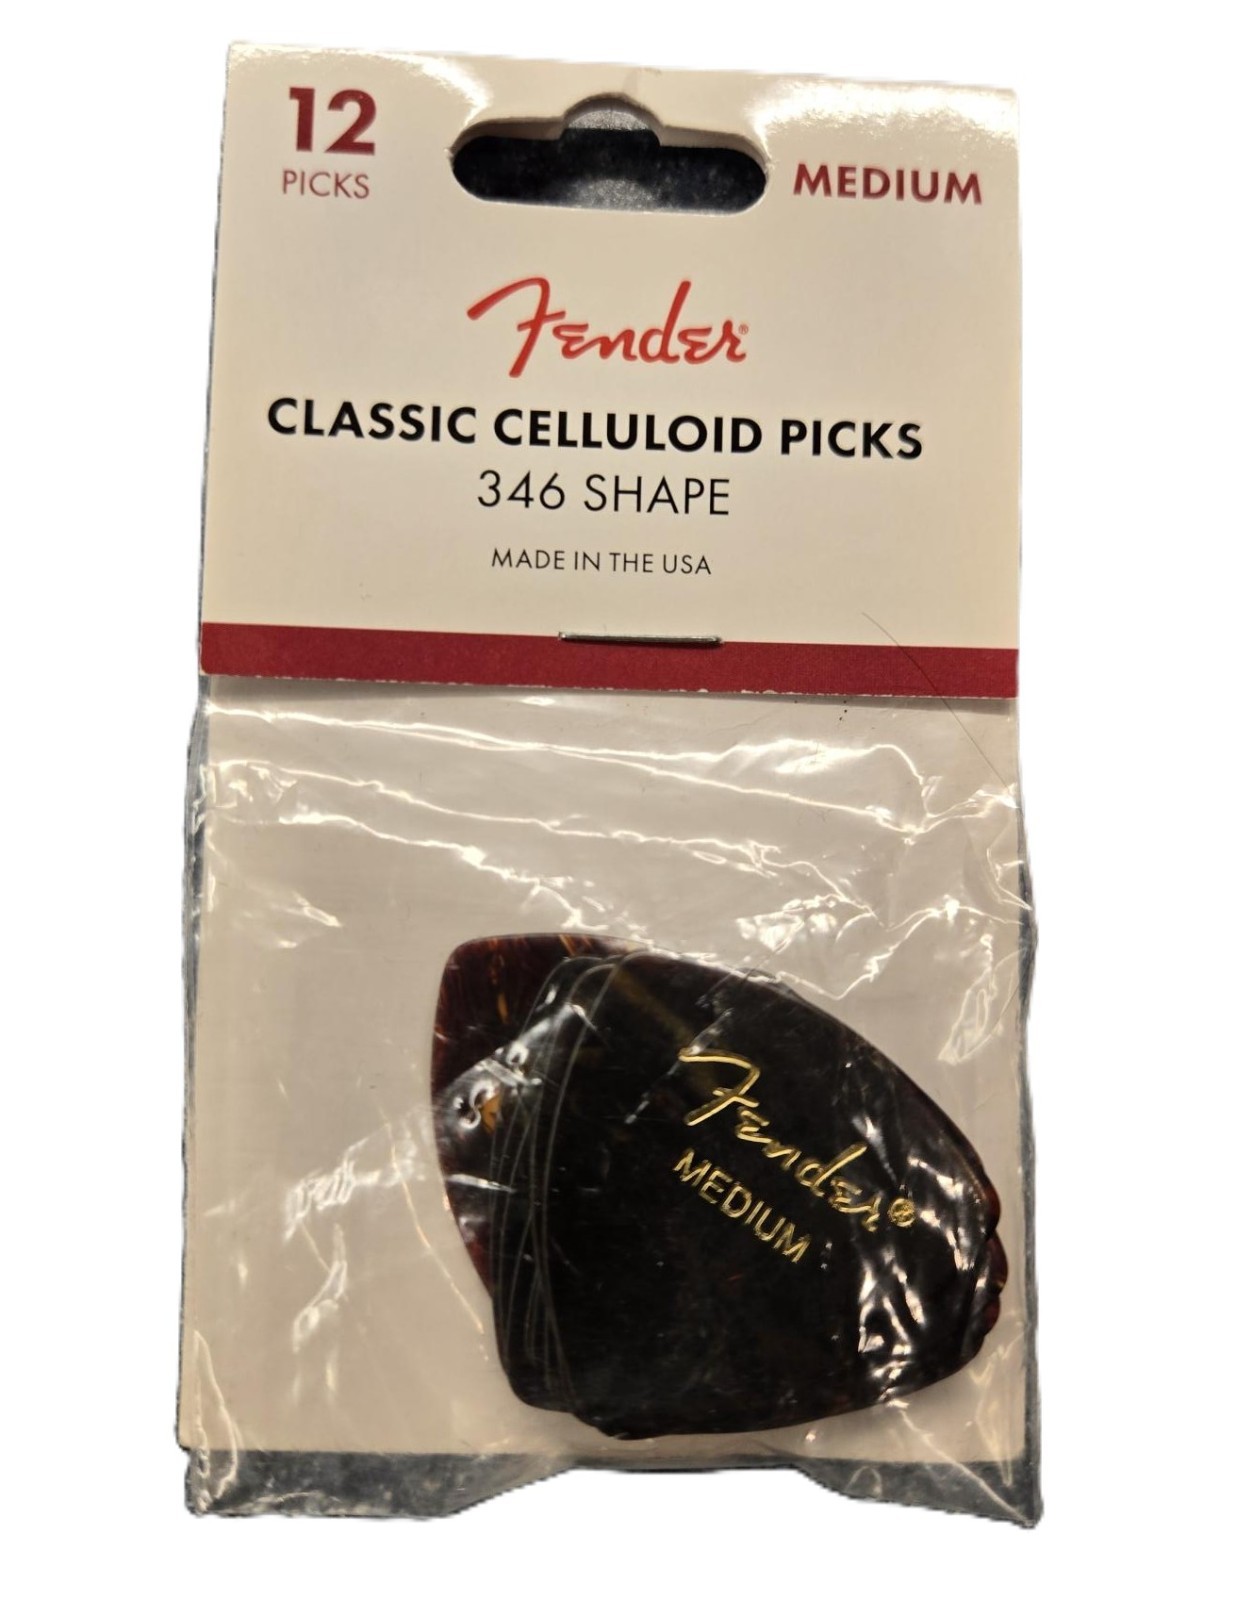 12
PICKS
MEDIUM
Fender®
CLASSIC CELLULOID PICKS
346 SHAPE
MADE IN THE USA
Fender®
MEDIUM